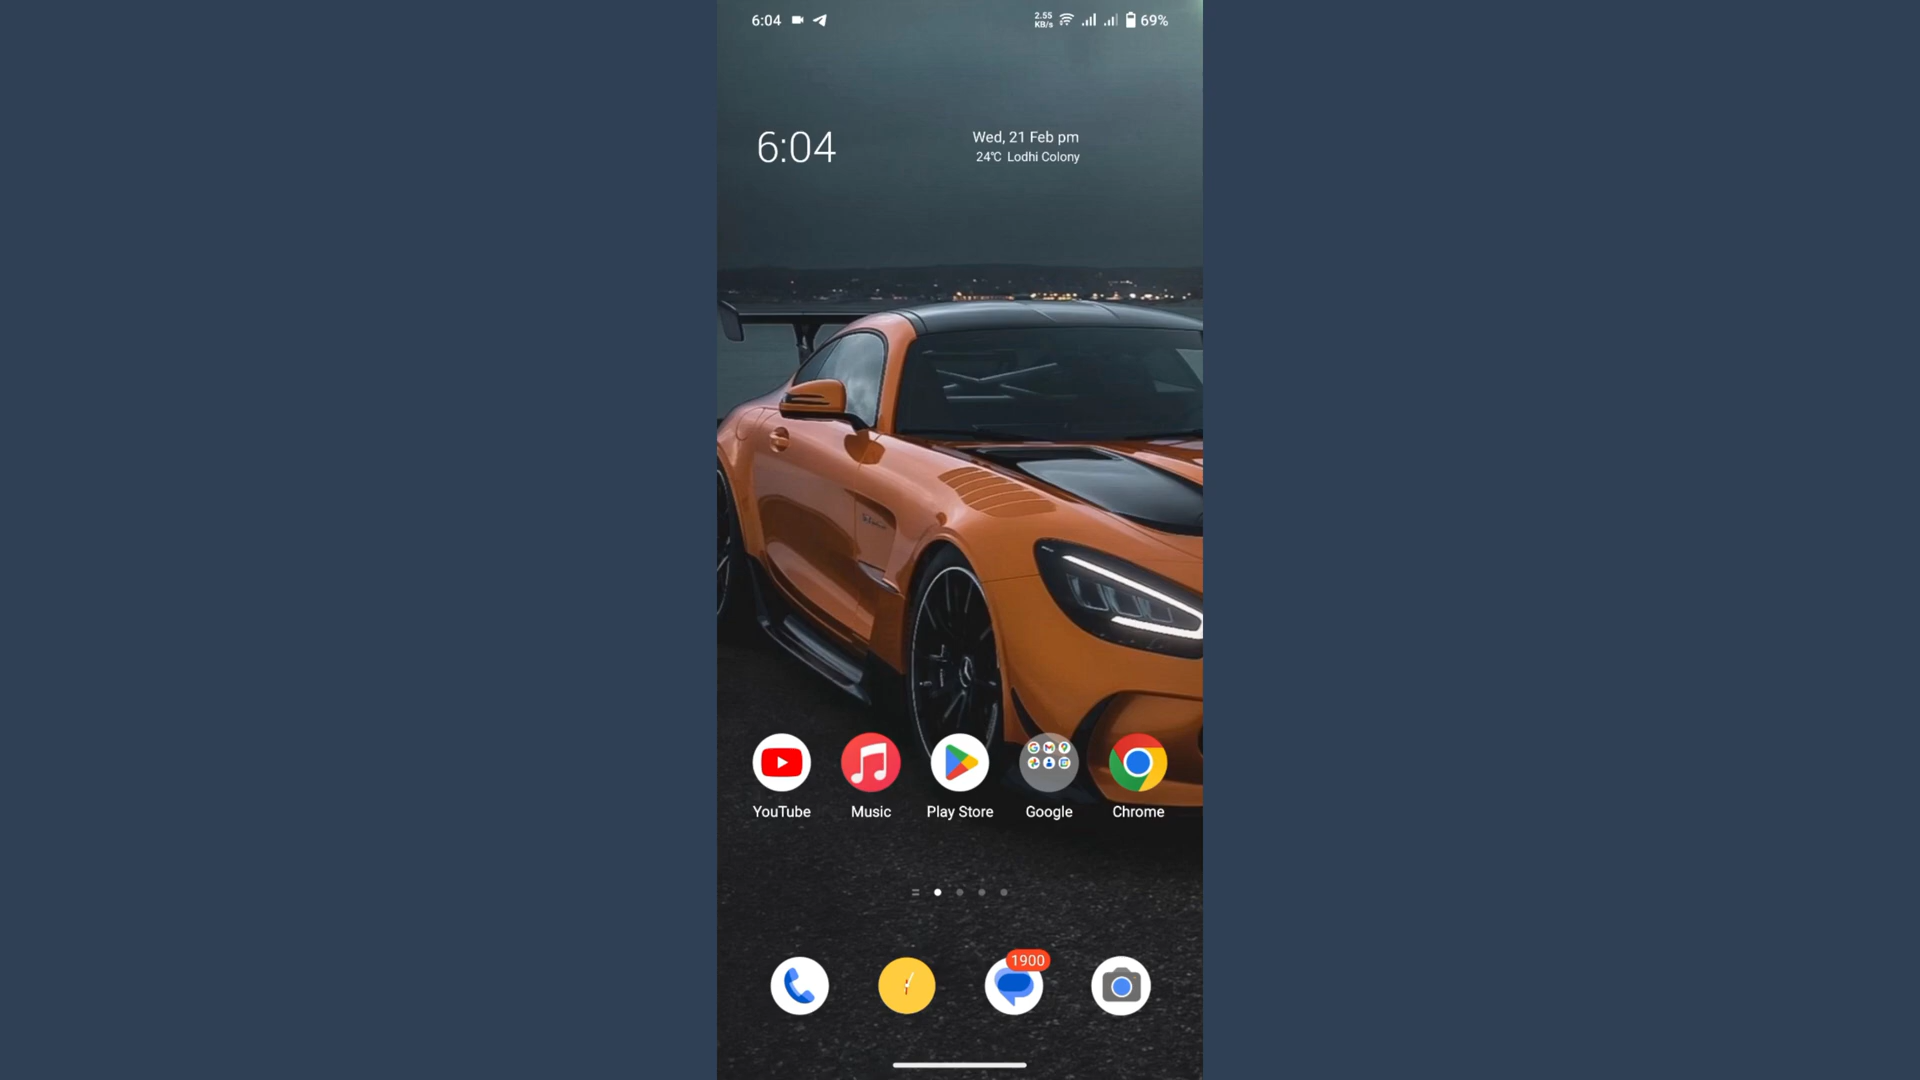 6:04
2.55
KB/s
69%
6:04
Wed, 21 Feb pm
24°C Lodhi Colony
YouTube
Music
Play Store
Google
Chrome
1900